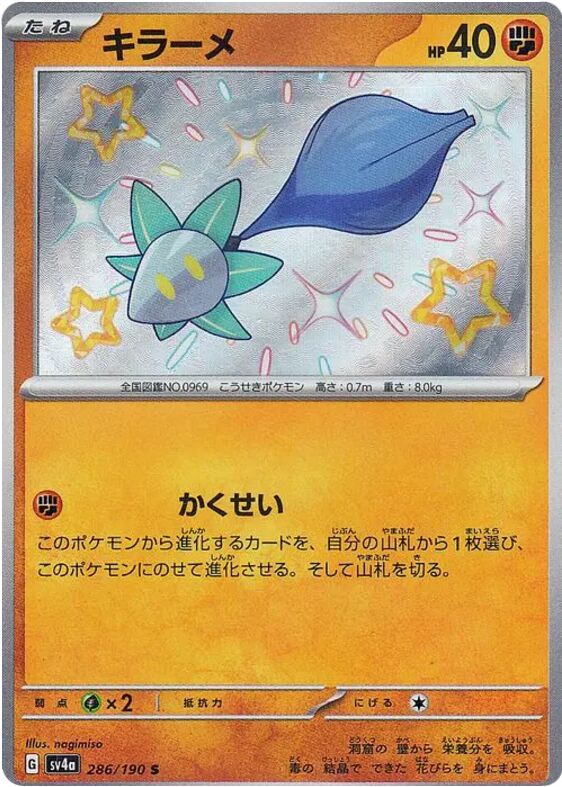 たね キラーメ HP40
全国図鑑NO.0969 こうせきポケモン 高さ:0.7m 重さ:8.0kg
かくせい
このポケモンから進化するカードを、自分の山札から1枚選び、
このポケモンにのせて進化させる。そして山札を切る。
弱点 ×2 抵抗力 にげる
Illus. nagimiso
洞窟の 壁から 栄養分を 吸収。
G sv4a 286/190 S
毒の 結晶で できた 花びらを 身にまとう。